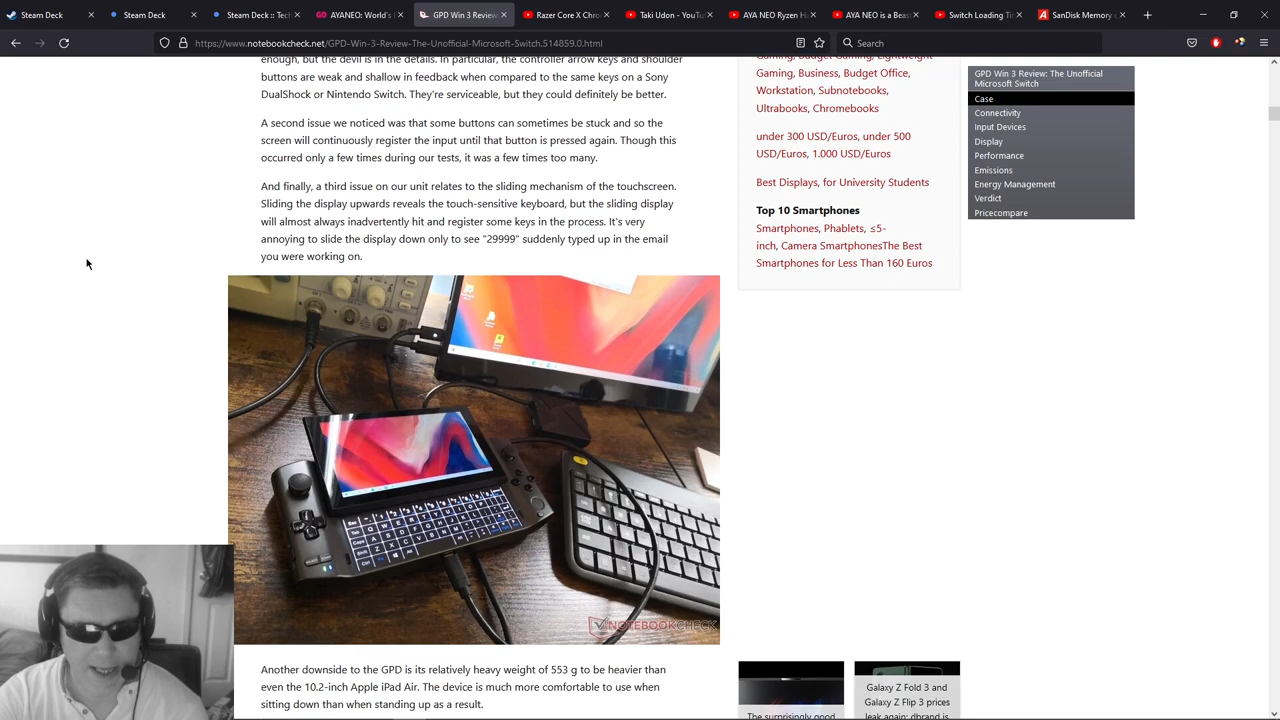 Steam Deck
Steam Deck
Steam Deck :: Tech
AYANEO: World's
GPD Win 3 Review
Razer Core X Chro
Taki Udon - YouTu
AYA NEO Ryzen Ha
AYA NEO is a Beas
Switch Loading Ti
SanDisk Memory c
https://www.notebookcheck.net/GPD-Win-3-Review-The-Unofficial-Microsoft-Switch.514859.0.html
Search
enough, but the devil is in the details. In particular, the controller arrow keys and shoulder
buttons are way too shallow in feedback when compared to the same keys on a Sony
DualShock or Joy-Con. They're serviceable, but they could definitely be better.
A second issue we noticed was that some buttons can sometimes be stuck and so the
screen will continuously register the input until that button is pressed again. Though this
occurred only a few times during our tests, it was a few times too many.
And finally, a third issue on our unit relates to the sliding mechanism of the touchscreen.
Sliding the display upwards reveals the touch-sensitive keyboard, but the sliding display
will almost always inadvertently hit and register some keys in the process. It's very
annoying to slide the display down only to see "29999" suddenly typed up in the email
you were working on.
NOTEBOOKCHECK
Another downside to the GPD is its relatively heavy weight of 553 g to be heavier than
even the 10.2-inch Apple iPad Air. The device is much more comfortable to use when
sitting down than when standing up as a result.
Gaming, Budget Gaming, Lightweight
Gaming, Business, Budget Office,
Workstation, Subnotebooks,
Ultrabooks, Chromebooks
under 300 USD/Euros, under 500
USD/Euros, 1.000 USD/Euros
Best Displays, for University Students
Top 10 Smartphones
Smartphones, Phablets, ≤5-
inch, Camera SmartphonesThe Best
Smartphones for Less Than 160 Euros
The surprisingly good
Galaxy Z Fold 3 and
Galaxy Z Flip 3 prices
leak again: dbrand is
GPD Win 3 Review: The Unofficial
Microsoft Switch
Case
Connectivity
Input Devices
Display
Performance
Emissions
Energy Management
Verdict
Pricecompare